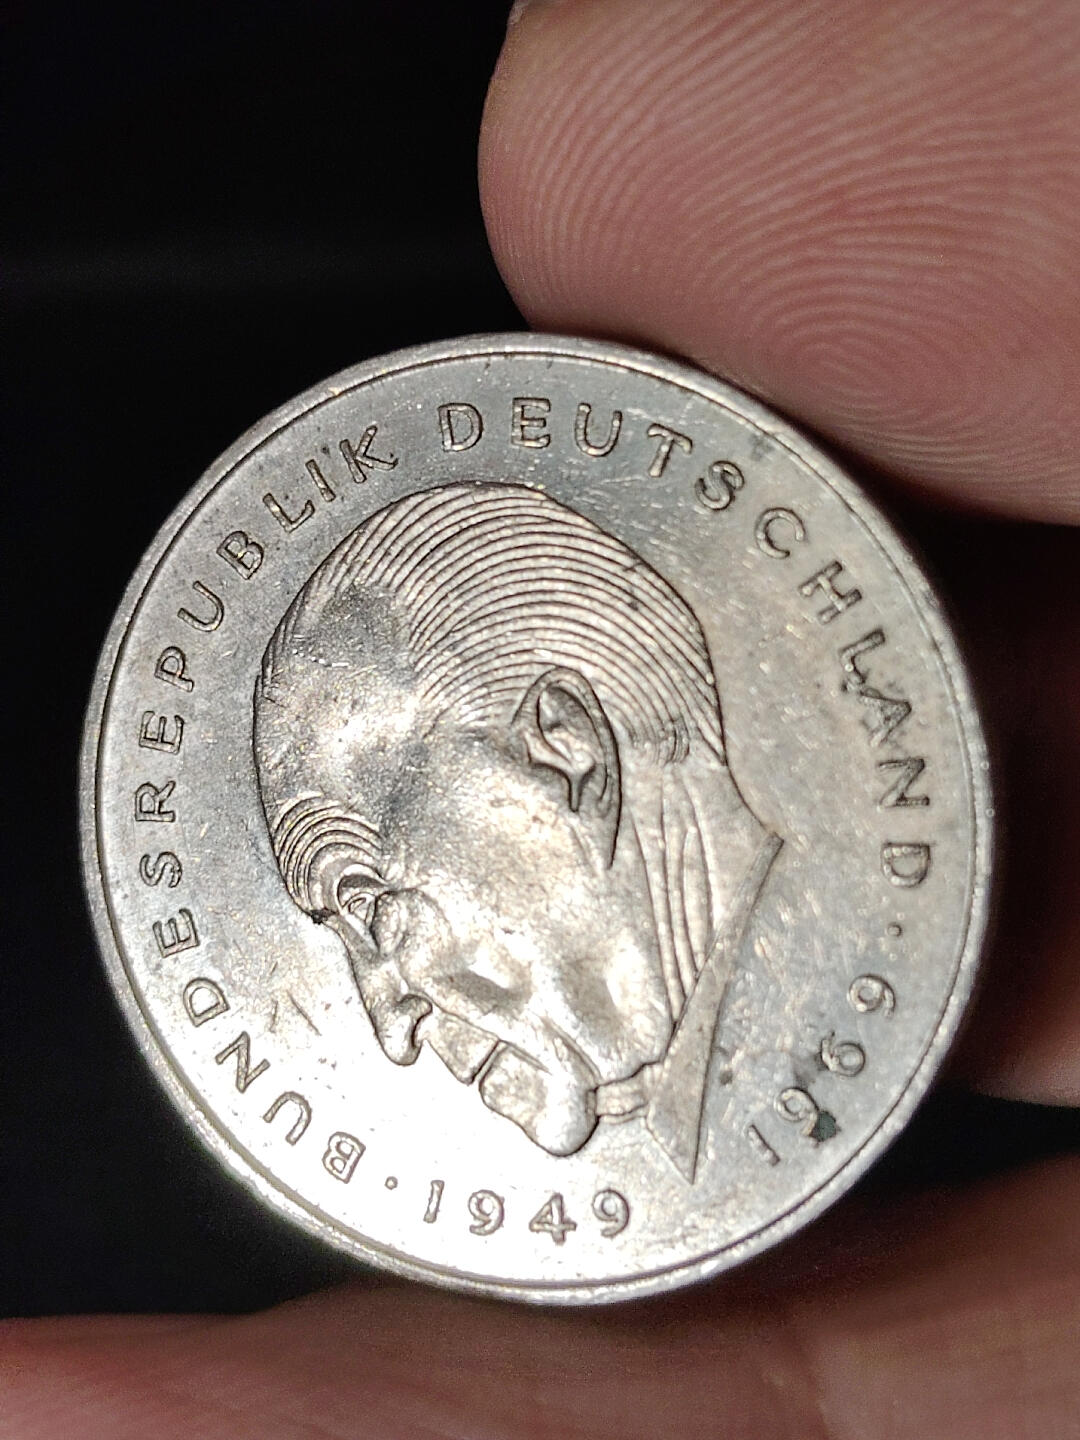 1949 · BUNDESREPUBLIK DEUTSCHLAND · 1969